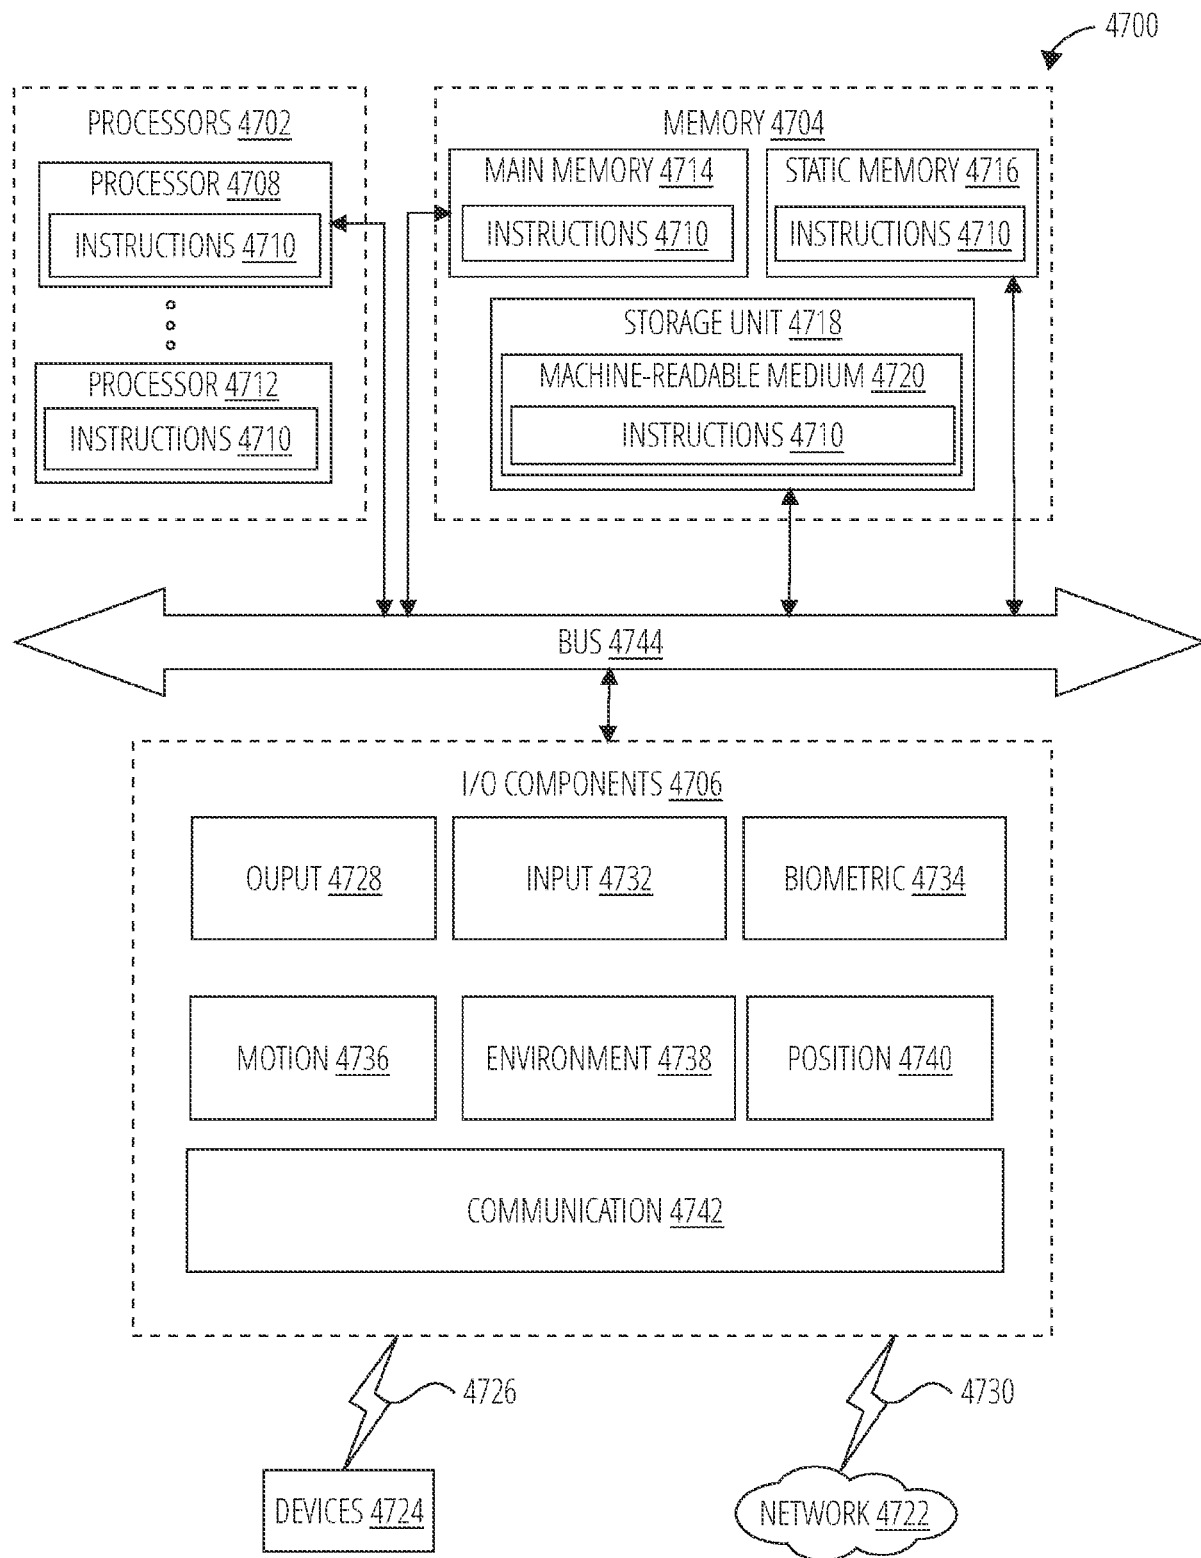 4700
PROCESSORS 4702
PROCESSOR 4708
INSTRUCTIONS 4710
PROCESSOR 4712
INSTRUCTIONS 4710
MEMORY 4704
MAIN MEMORY 4714
INSTRUCTIONS 4710
STATIC MEMORY 4716
INSTRUCTIONS 4710
STORAGE UNIT 4718
MACHINE-READABLE MEDIUM 4720
INSTRUCTIONS 4710
BUS 4744
I/O COMPONENTS 4706
OUPUT 4728
INPUT 4732
BIOMETRIC 4734
MOTION 4736
ENVIRONMENT 4738
POSITION 4740
COMMUNICATION 4742
4726
4730
DEVICES 4724
NETWORK 4722